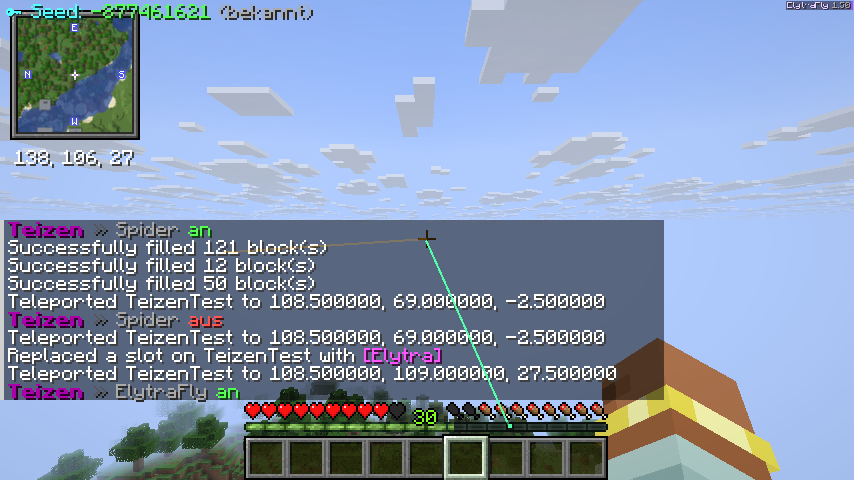 Seed: -877461621 (bekannt)
ElytraFly 1.00
E
N
S
W
138, 106, 27
Teizen » Spider an
Successfully filled 121 block(s)
Successfully filled 12 block(s)
Successfully filled 50 block(s)
Teleported TeizenTest to 108.500000, 69.000000, -2.500000
Teizen » Spider aus
Teleported TeizenTest to 108.500000, 69.000000, -2.500000
Replaced a slot on TeizenTest with [Elytra]
Teleported TeizenTest to 108.500000, 109.000000, 27.500000
Teizen » ElytraFly an
30